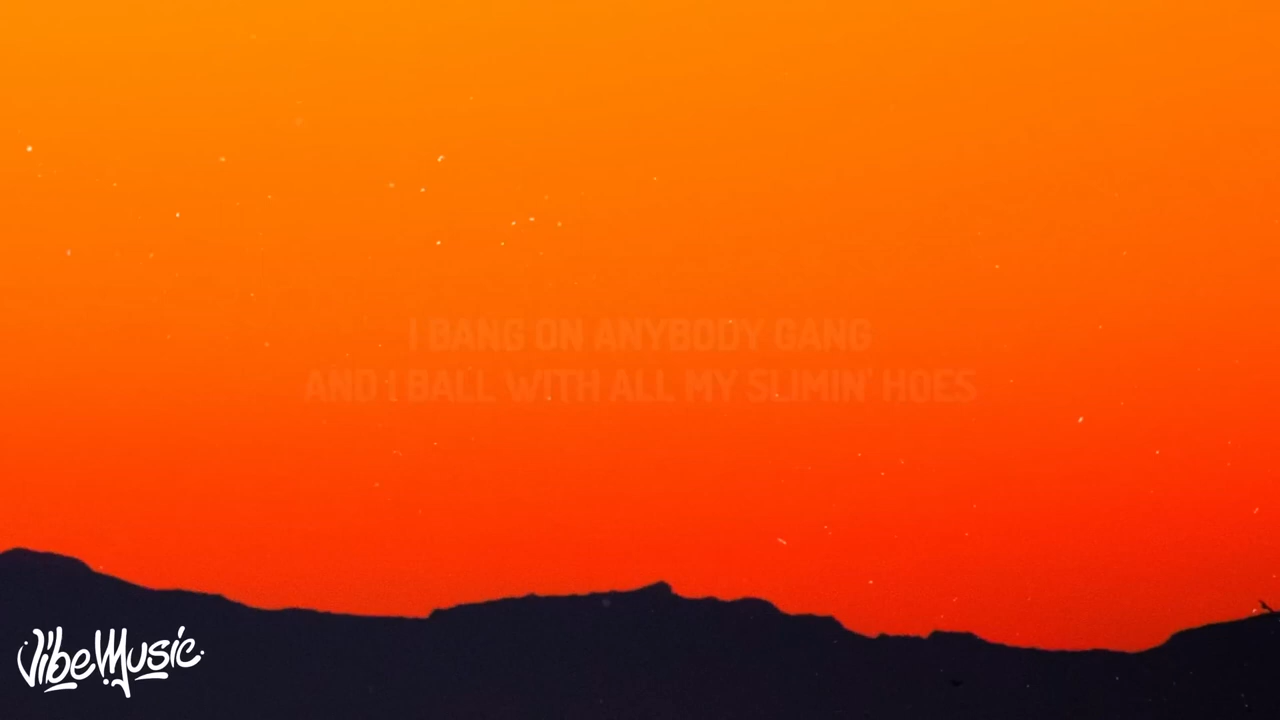 I BANG ON ANYBODY GANG
AND I BALL WITH ALL MY SLIMIN' HOES
VibeMusic